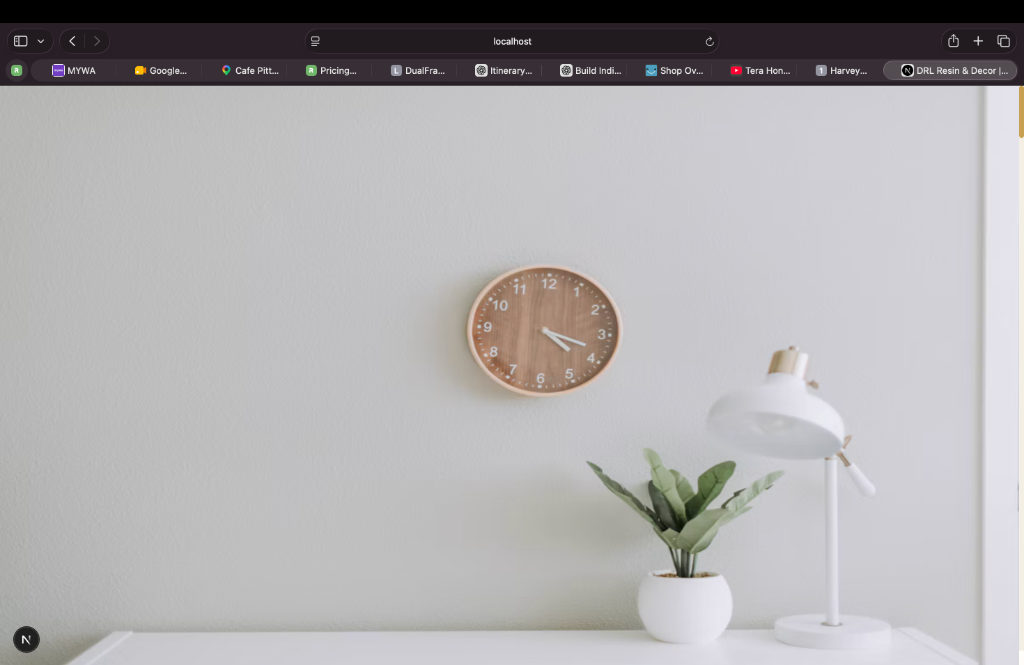 localhost
R
MYWA
Google...
Cafe Pitt...
R Pricing...
L DualFra...
Itinerary...
Build Indi...
Shop Ov...
Tera Hon...
1 Harvey...
N DRL Resin & Decor |...
12
11 1
10 2
9 3
8 4
7 5
6
N